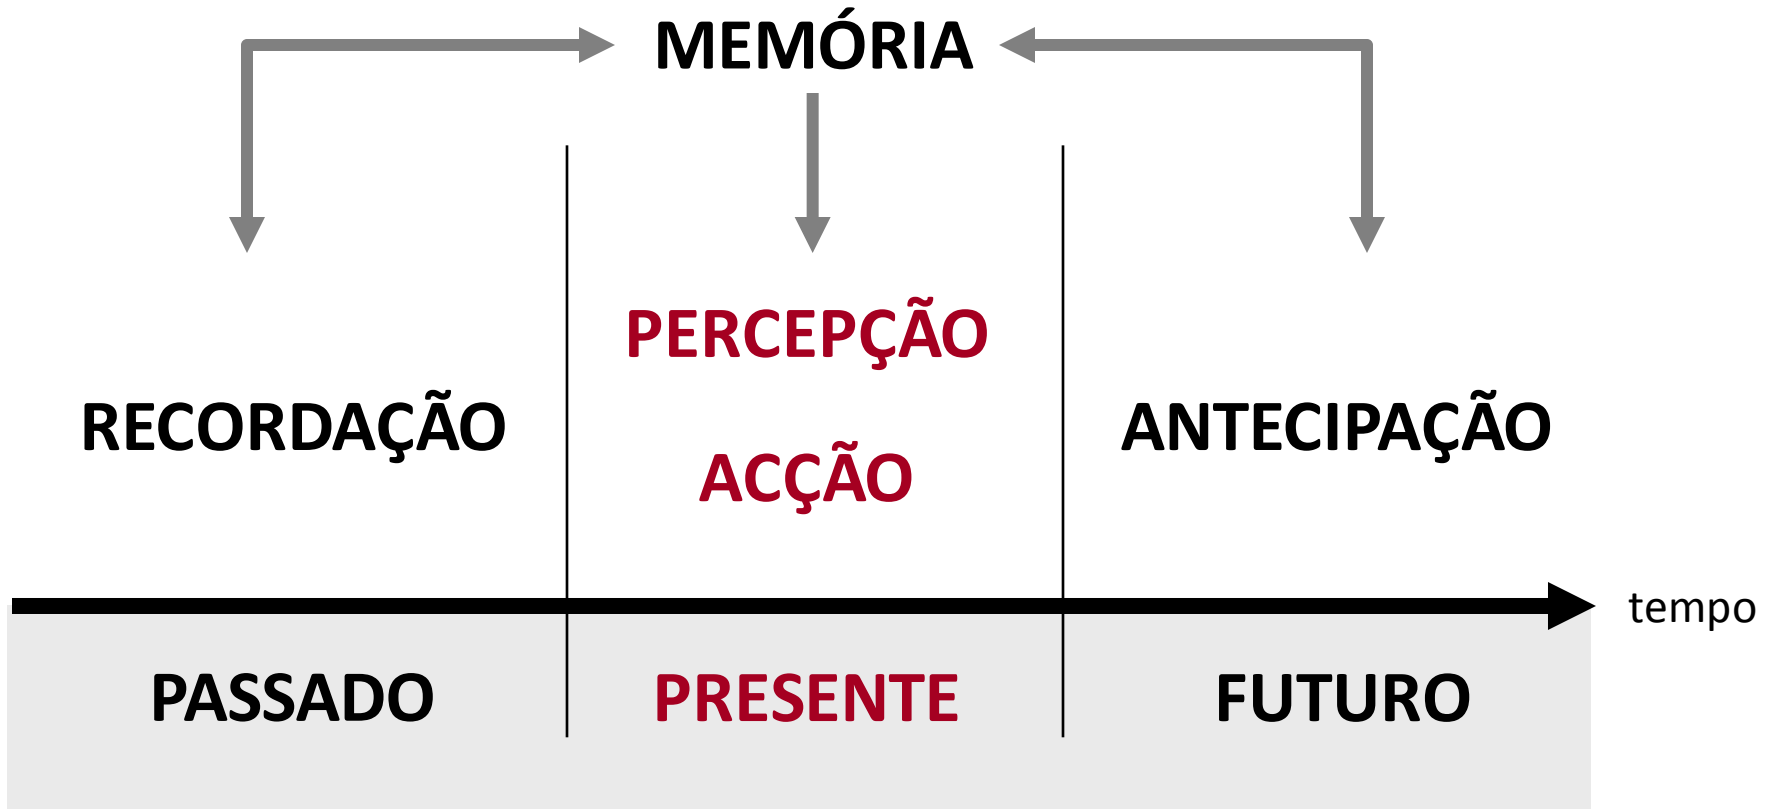 MEMÓRIA
PERCEPÇÃO
RECORDAÇÃO
ANTECIPAÇÃO
ACÇÃO
tempo
PASSADO
PRESENTE
FUTURO